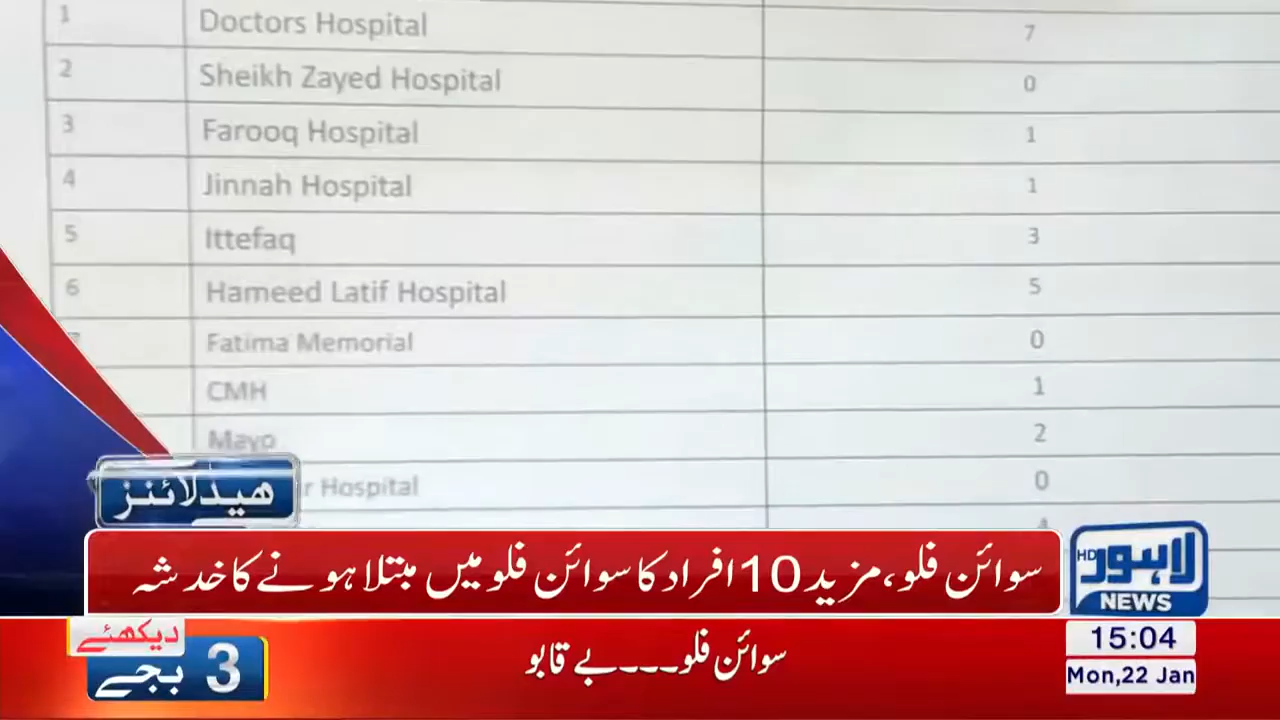 1 Doctors Hospital 7
2 Sheikh Zayed Hospital 0
3 Farooq Hospital 1
4 Jinnah Hospital 1
5 Ittefaq 3
6 Hameed Latif Hospital 5
Fatima Memorial 0
CMH 1
Mayo 2
Hospital 0
ھیڈلائنز
سوائن فلو، مزید 10 افراد کا سوائن فلو میں مبتلا ہونے کا خدشہ
HD لاہور
NEWS
دیکھئے
3 بجے
سوائن فلو۔۔۔بے قابو
15:04
Mon,22 Jan